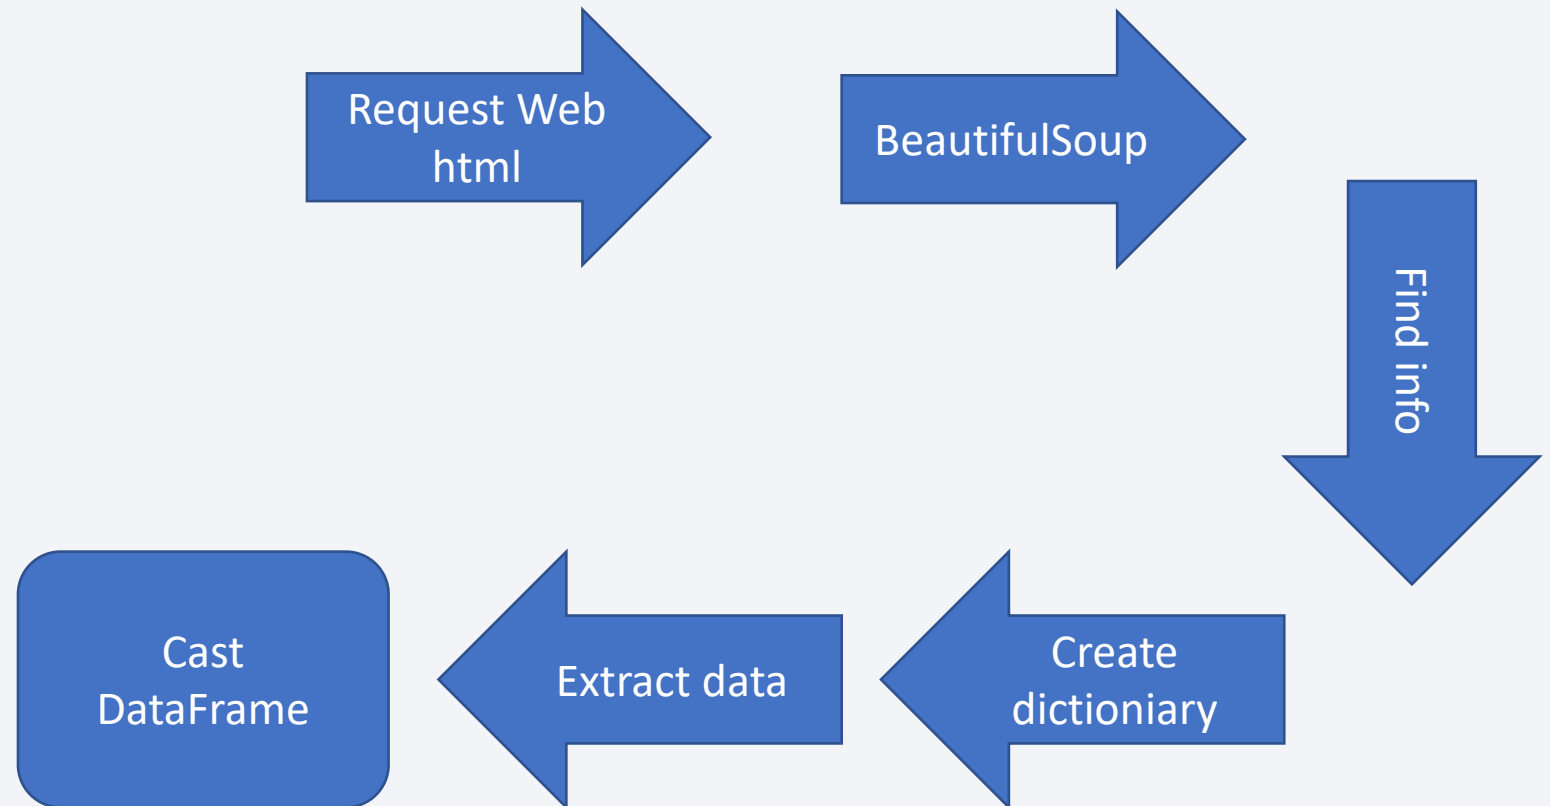 Request Web
html
BeautifulSoup
Find info
Create
dictioniary
Extract data
Cast
DataFrame